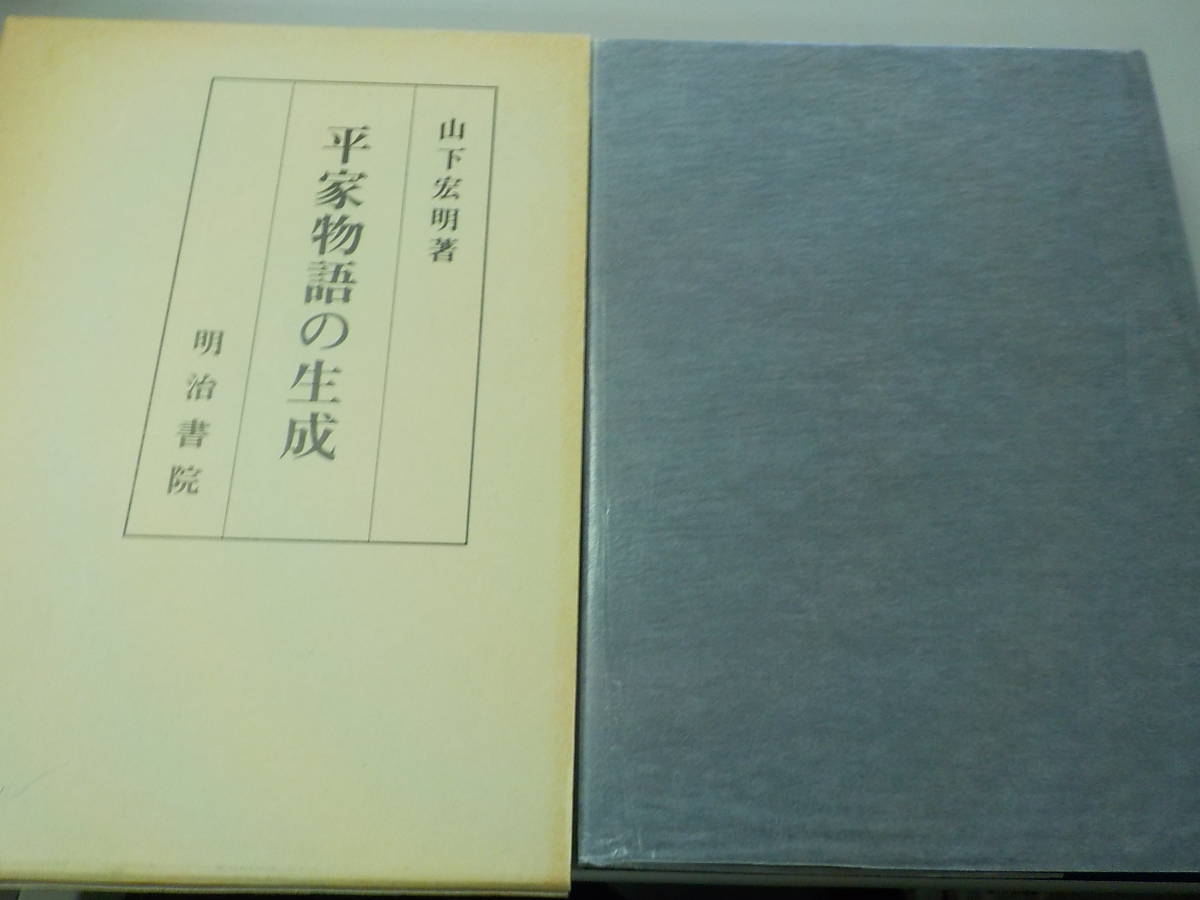 山下宏明著
平家物語の生成
明治書院